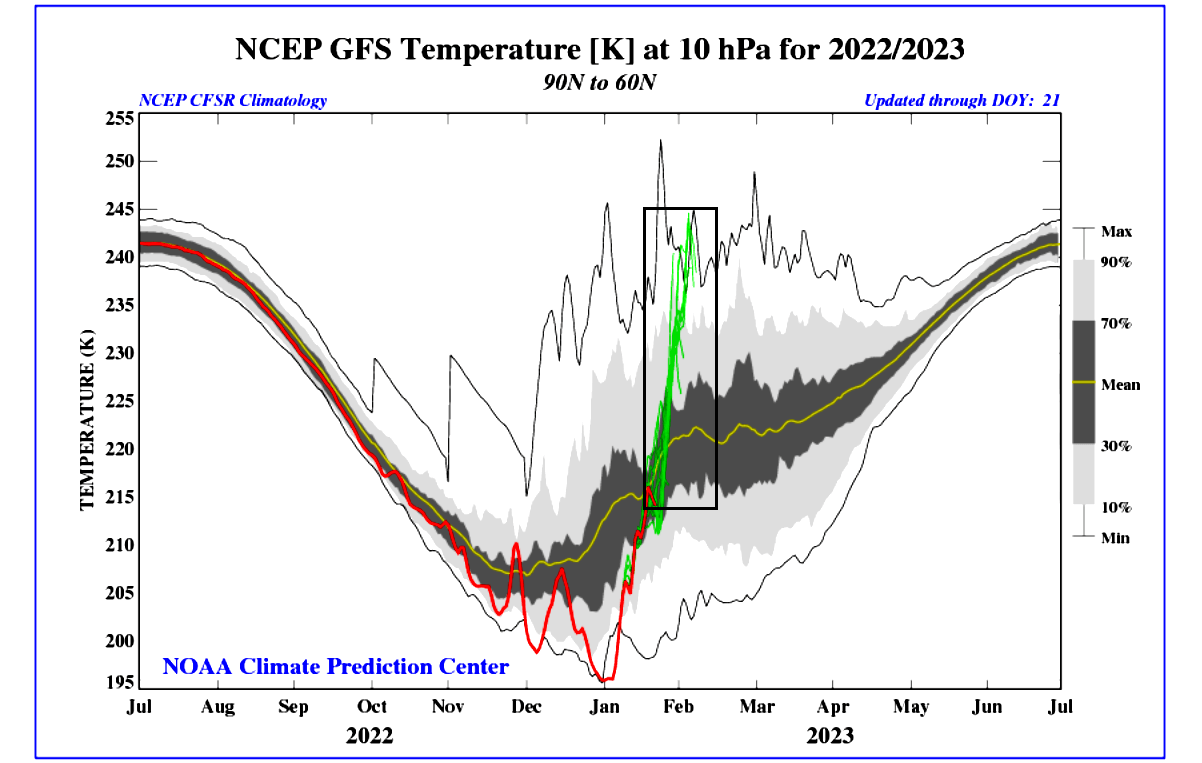 NCEP GFS Temperature [K] at 10 hPa for 2022/2023
90N to 60N
NCEP CFSR Climatology Updated through DOY: 21
255
250
245
240
235
230
225
220
215
210
205
200
195
TEMPERATURE (K)
Max
90%
70%
Mean
30%
10%
Min
NOAA Climate Prediction Center
Jul Aug Sep Oct Nov Dec Jan Feb Mar Apr May Jun Jul
2022 2023